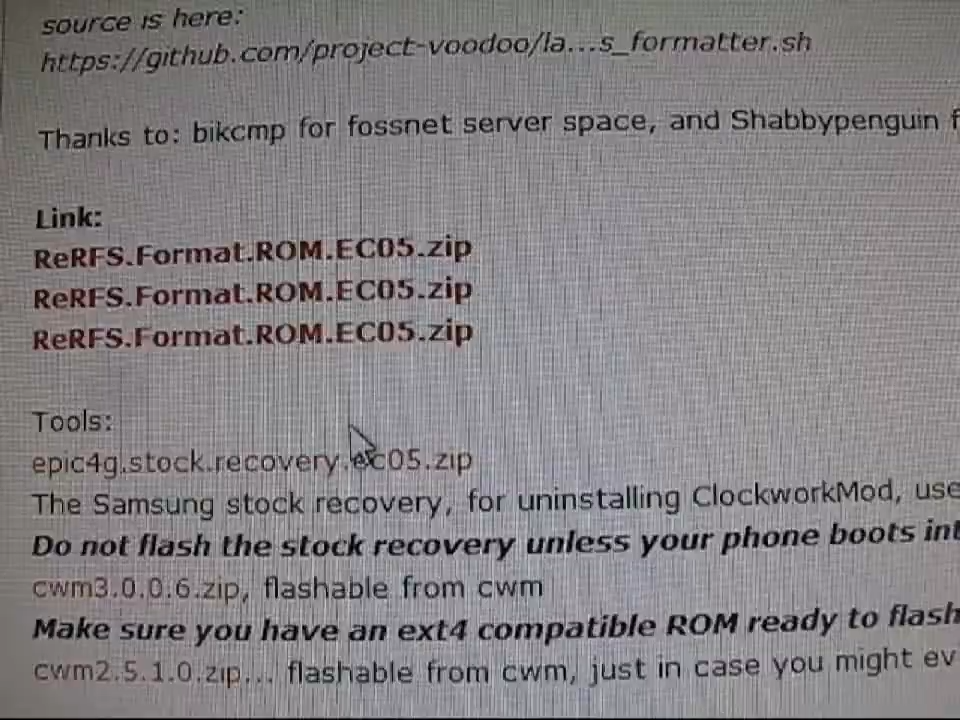 source is here:
https://github.com/project-voodoo/la...s_formatter.sh
Thanks to: bikcmp for fossnet server space, and Shabbypenguin f
Link:
ReRFS.Format.ROM.EC05.zip
ReRFS.Format.ROM.EC05.zip
ReRFS.Format.ROM.EC05.zip
Tools:
epic4g.stock.recovery.ec05.zip
The Samsung stock recovery, for uninstalling ClockworkMod, use
Do not flash the stock recovery unless your phone boots int
cwm3.0.0.6.zip, flashable from cwm
Make sure you have an ext4 compatible ROM ready to flash
cwm2.5.1.0.zip... flashable from cwm, just in case you might ev